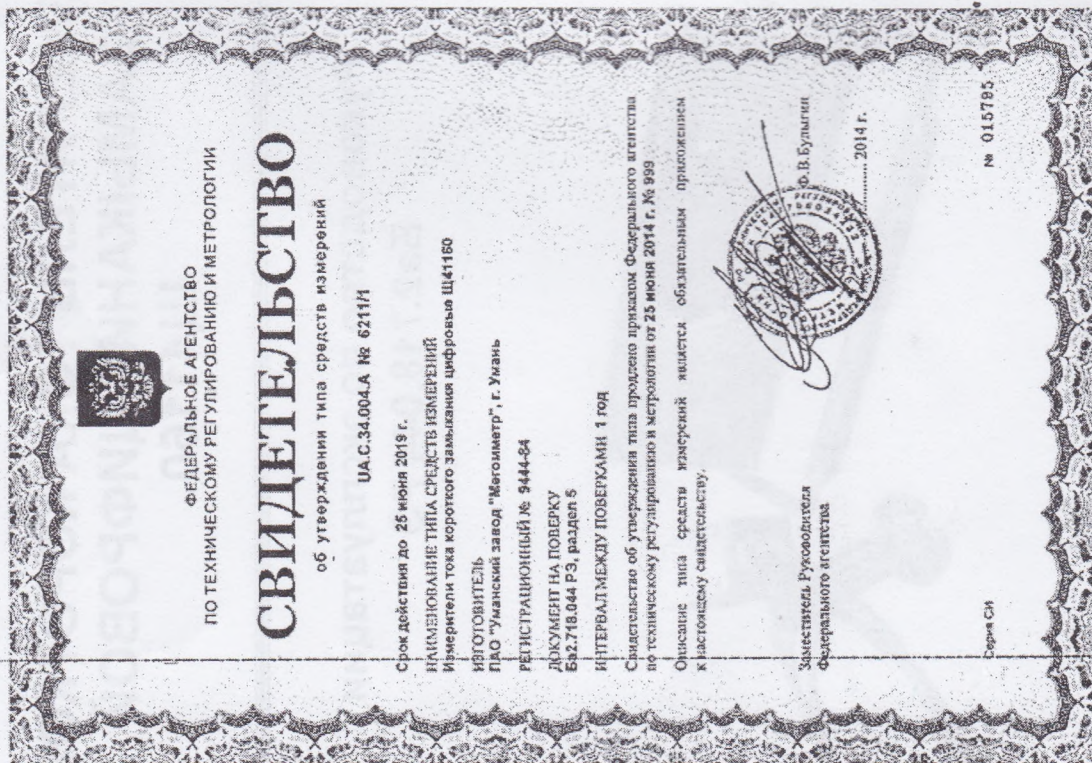 ФЕДЕРАЛЬНОЕ АГЕНТСТВО
ПО ТЕХНИЧЕСКОМУ РЕГУЛИРОВАНИЮ И МЕТРОЛОГИИ
СВИДЕТЕЛЬСТВО
об утверждении типа средств измерений
UA.C.34.004.A № 6211/1
Срок действия до 25 июня 2019 г.
НАИМЕНОВАНИЕ ТИПА СРЕДСТВ ИЗМЕРЕНИЙ
Измерители тока короткого замыкания цифровые Щ41160
ИЗГОТОВИТЕЛЬ
ПАО "Уманский завод "Мегомметр", г. Умань
РЕГИСТРАЦИОННЫЙ № 9444-84
ДОКУМЕНТ НА ПОВЕРКУ
Ба2.718.044 РЭ, раздел 5
ИНТЕРВАЛ МЕЖДУ ПОВЕРКАМИ 1 год
Свидетельство об утверждении типа продлено приказом Федерального агентства
по техническому регулированию и метрологии от 25 июня 2014 г. № 999
Описание типа средств измерений является обязательным приложением
к настоящему свидетельству.
Заместитель Руководителя Ф.В.Булыгин
Федерального агентства
2014 г.
Серия СИ № 015795